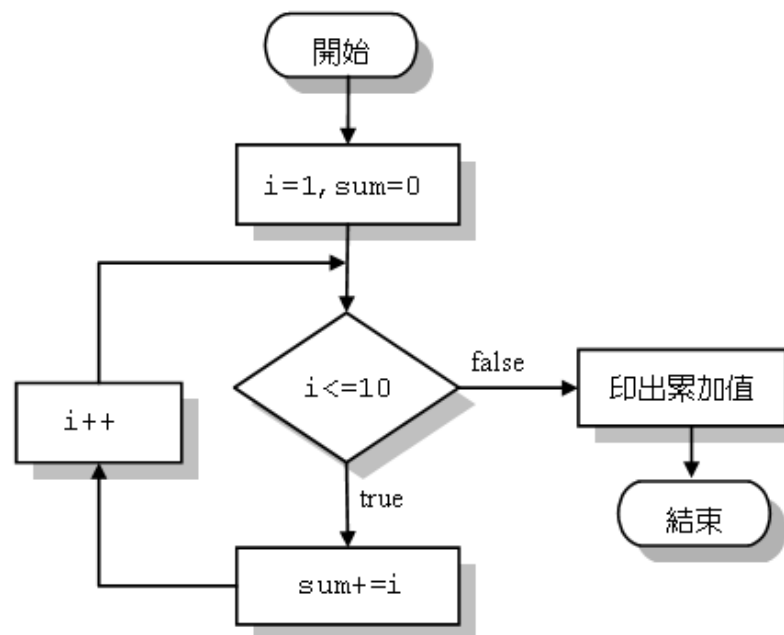 開始
i=1,sum=0
i<=10
false
印出累加值
i++
true
結束
sum+=i